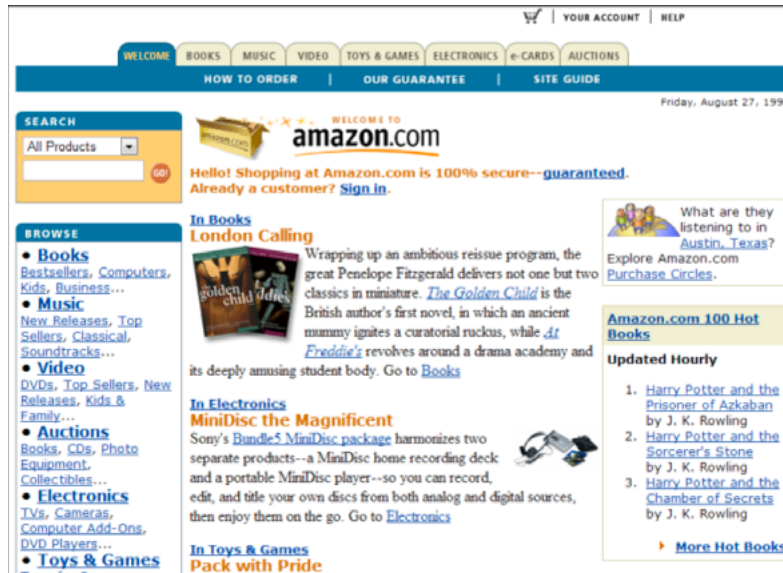 YOUR ACCOUNT | HELP
WELCOME BOOKS MUSIC VIDEO TOYS & GAMES ELECTRONICS e-CARDS AUCTIONS
HOW TO ORDER | OUR GUARANTEE | SITE GUIDE
Friday, August 27, 199
SEARCH
All Products
GO!
BROWSE
• Books
Bestsellers, Computers,
Kids, Business...
• Music
New Releases, Top
Sellers, Classical,
Soundtracks...
• Video
DVDs, Top Sellers, New
Releases, Kids &
Family...
• Auctions
Books, CDs, Photo
Equipment,
Collectibles...
• Electronics
TVs, Cameras,
Computer Add-Ons,
DVD Players...
• Toys & Games
amazon.com
WELCOME TO
amazon.com
Hello! Shopping at Amazon.com is 100% secure--guaranteed.
Already a customer? Sign in.
In Books
London Calling
the golden child
Wrapping up an ambitious reissue program, the
great Penelope Fitzgerald delivers not one but two
classics in miniature. The Golden Child is the
British author's first novel, in which an ancient
mummy ignites a curatorial ruckus, while At
Freddie's revolves around a drama academy and
its deeply amusing student body. Go to Books
In Electronics
MiniDisc the Magnificent
Sony's Bundle5 MiniDisc package harmonizes two
separate products--a MiniDisc home recording deck
and a portable MiniDisc player--so you can record,
edit, and title your own discs from both analog and digital sources,
then enjoy them on the go. Go to Electronics
In Toys & Games
Pack with Pride
What are they
listening to in
Austin, Texas?
Explore Amazon.com
Purchase Circles.
Amazon.com 100 Hot
Books
Updated Hourly
1. Harry Potter and the
Prisoner of Azkaban
by J. K. Rowling
2. Harry Potter and the
Sorcerer's Stone
by J. K. Rowling
3. Harry Potter and the
Chamber of Secrets
by J. K. Rowling
More Hot Books